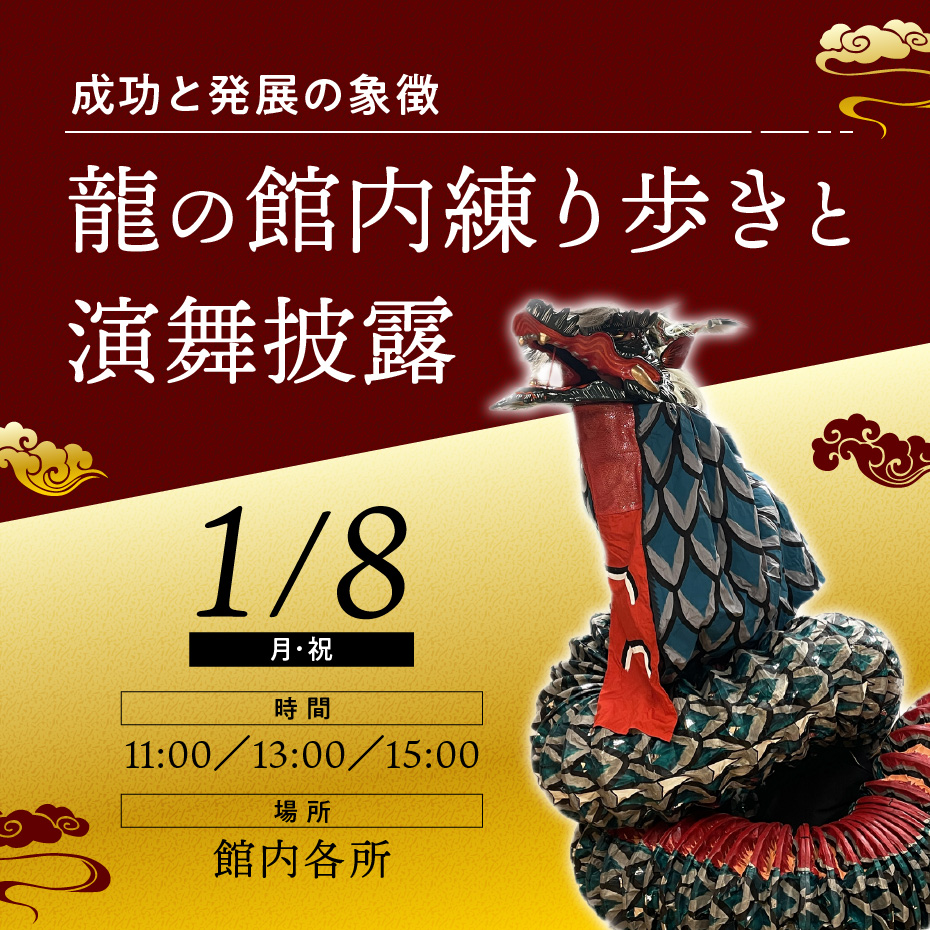 成功と発展の象徴
龍の館内練り歩きと
演舞披露
1/8
月・祝
時間
11:00／13:00／15:00
場所
館内各所